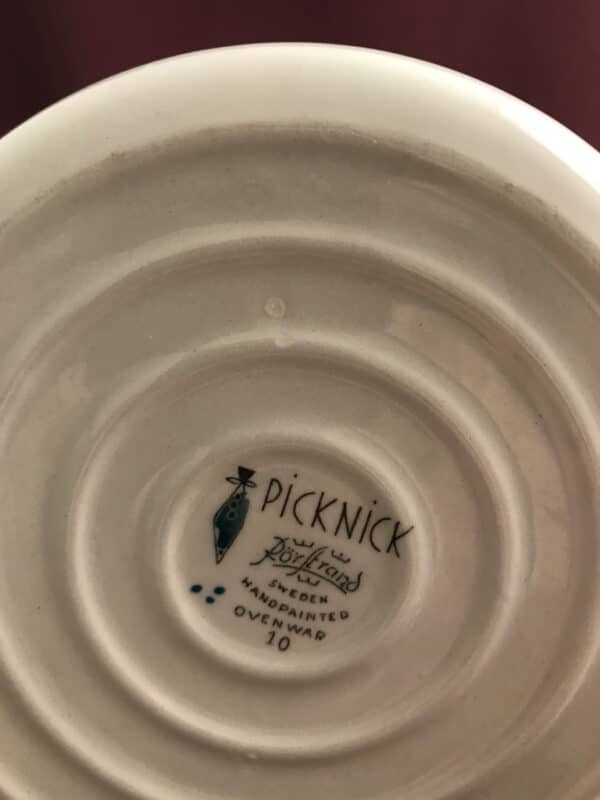 PiCKNiCK
Rörstrand
SWEDEN
HANDPAINTED
OVENWAR
10